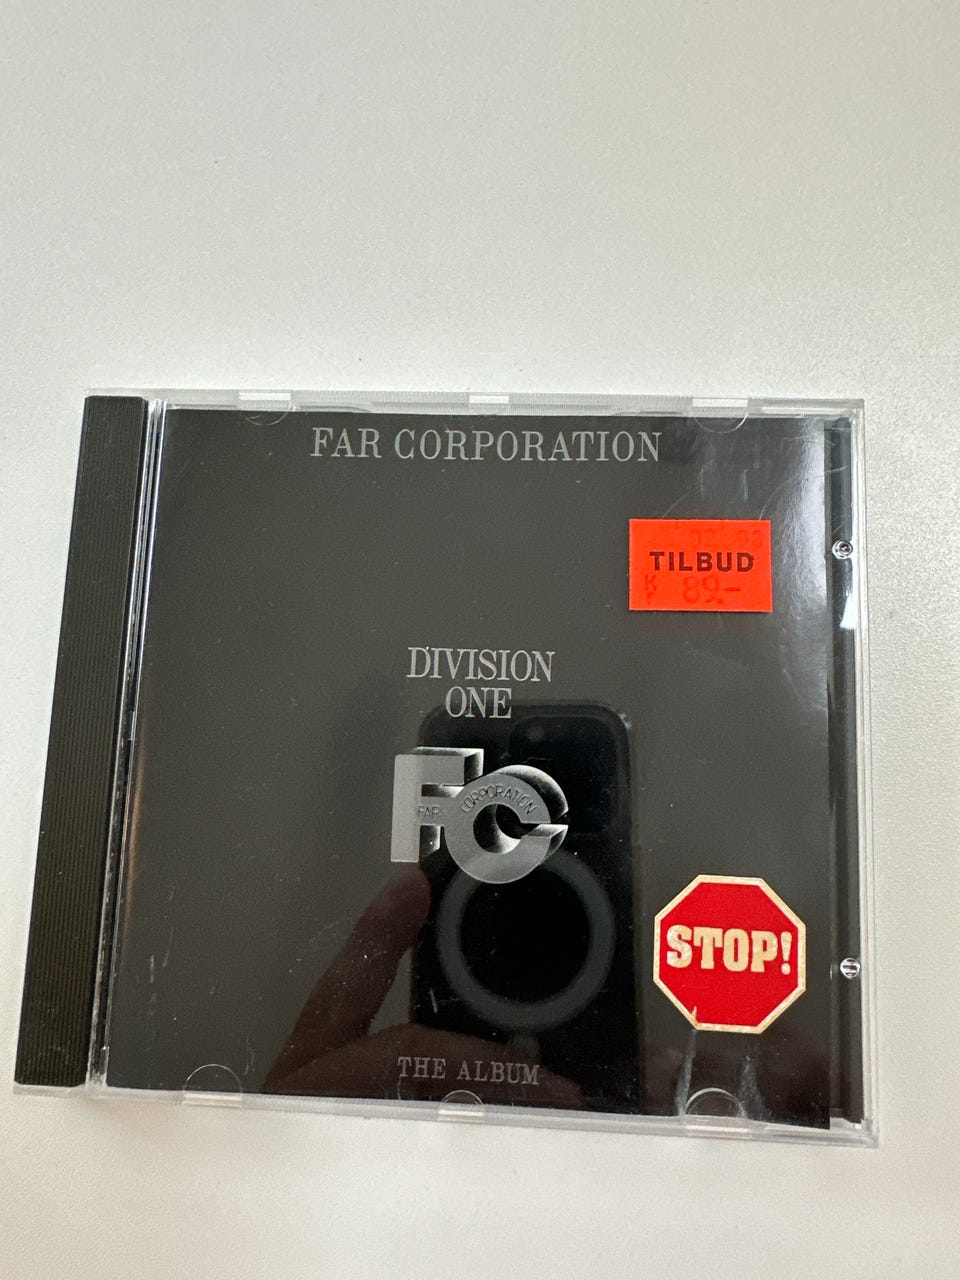 FAR CORPORATION
TILBUD
K 89.-
DIVISION
ONE
FC
FAR CORPORATION
STOP!
THE ALBUM